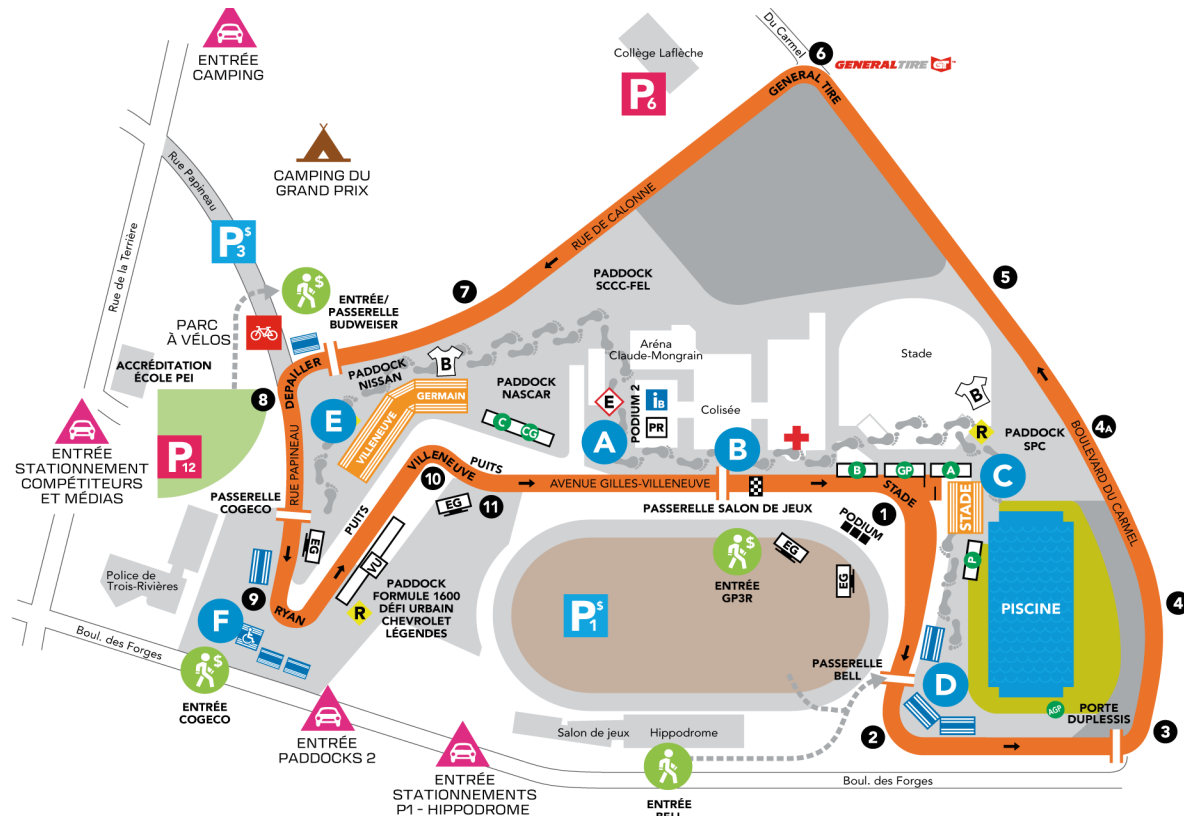 ENTRÉE
CAMPING
Du Carmel
6
GENERAL TIRE GT
Collège Laflèche
P6
GENERAL TIRE
CAMPING DU
GRAND PRIX
Rue Papineau
Rue de la Terrière
P$3
$
RUE DE CALONNE
PADDOCK
SCCC-FEL
5
7
ENTRÉE/
PASSERELLE
BUDWEISER
PARC
À VÉLOS
ACCRÉDITATION
ÉCOLE PEI
DEPAILLER
8
PADDOCK
NISSAN
B
Aréna
Claude-Mongrain
Stade
PADDOCK
NASCAR
GERMAIN
VILLENEUVE
E
E
iB
PR
PODIUM 2
Colisée
B
R
PADDOCK
SPC
4A
BOULEVARD DU CARMEL
C
CG
A
B
P12
ENTRÉE
STATIONNEMENT
COMPÉTITEURS
ET MÉDIAS
RUE PAPINEAU
PASSERELLE
COGECO
VILLENEUVE
PUITS
10
EG
11
AVENUE GILLES-VILLENEUVE
PASSERELLE SALON DE JEUX
B
GP
A
C
STADE
STADE
1
PODIUM
EG
PUITS
VU
$
ENTRÉE
GP3R
EG
EG
P
PISCINE
Police de
Trois-Rivières
9
RYAN
PADDOCK
FORMULE 1600
DÉFI URBAIN
CHEVROLET
LÉGENDES
R
P$1
4
F
Boul. des Forges
$
ENTRÉE
COGECO
PASSERELLE
BELL
D
AGP
PORTE
DUPLESSIS
ENTRÉE
PADDOCKS 2
Salon de jeux
Hippodrome
2
3
ENTRÉE
STATIONNEMENTS
P1 - HIPPODROME
$
ENTRÉE
BELL
Boul. des Forges